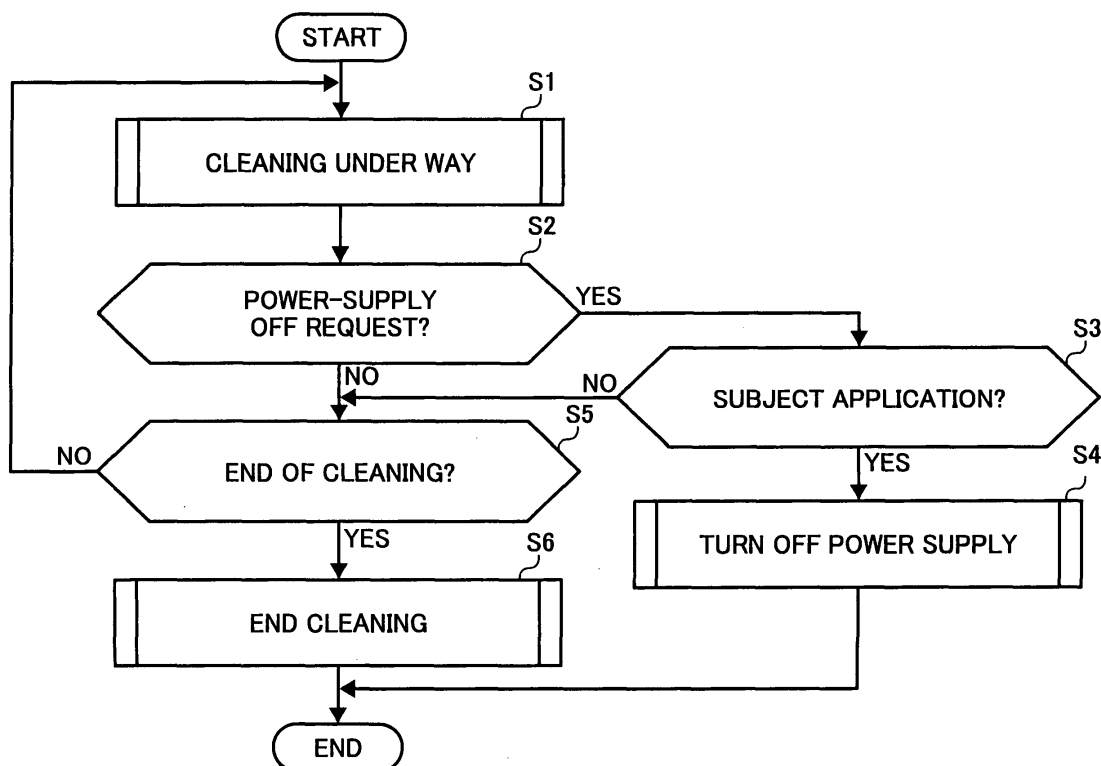 START
S1
CLEANING UNDER WAY
S2
POWER-SUPPLY
OFF REQUEST?
YES
S3
SUBJECT APPLICATION?
NO
NO
S5
END OF CLEANING?
NO
YES
S4
TURN OFF POWER SUPPLY
YES
S6
END CLEANING
END